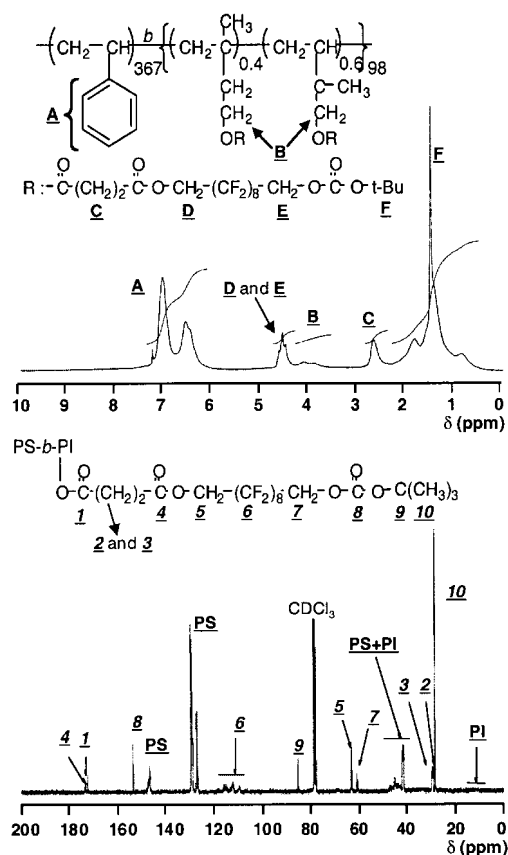 CH3
(CH2-CH)367 b {(CH2-C)0.4 (CH2-CH)0.6}98
CH2 C-CH3
A CH2 CH2
OR OR
B
O O O
R : -C(CH2)2-C O-CH2-(CF2)8-CH2-O-C O-t-Bu
C D E F
F
A
D and E
B
C
10 9 8 7 6 5 4 3 2 1 0
δ (ppm)
PS-b-PI
O O O
O-C(CH2)2-C O-CH2-(CF2)8-CH2-O-C-O-C(CH3)3
1 4 5 6 7 8 9 10
2 and 3
10
CDCl3
PS
PS+PI
4 1 8 PS 6 9 5 7 3 2 PI
200 180 160 140 120 100 80 60 40 20 0
δ (ppm)